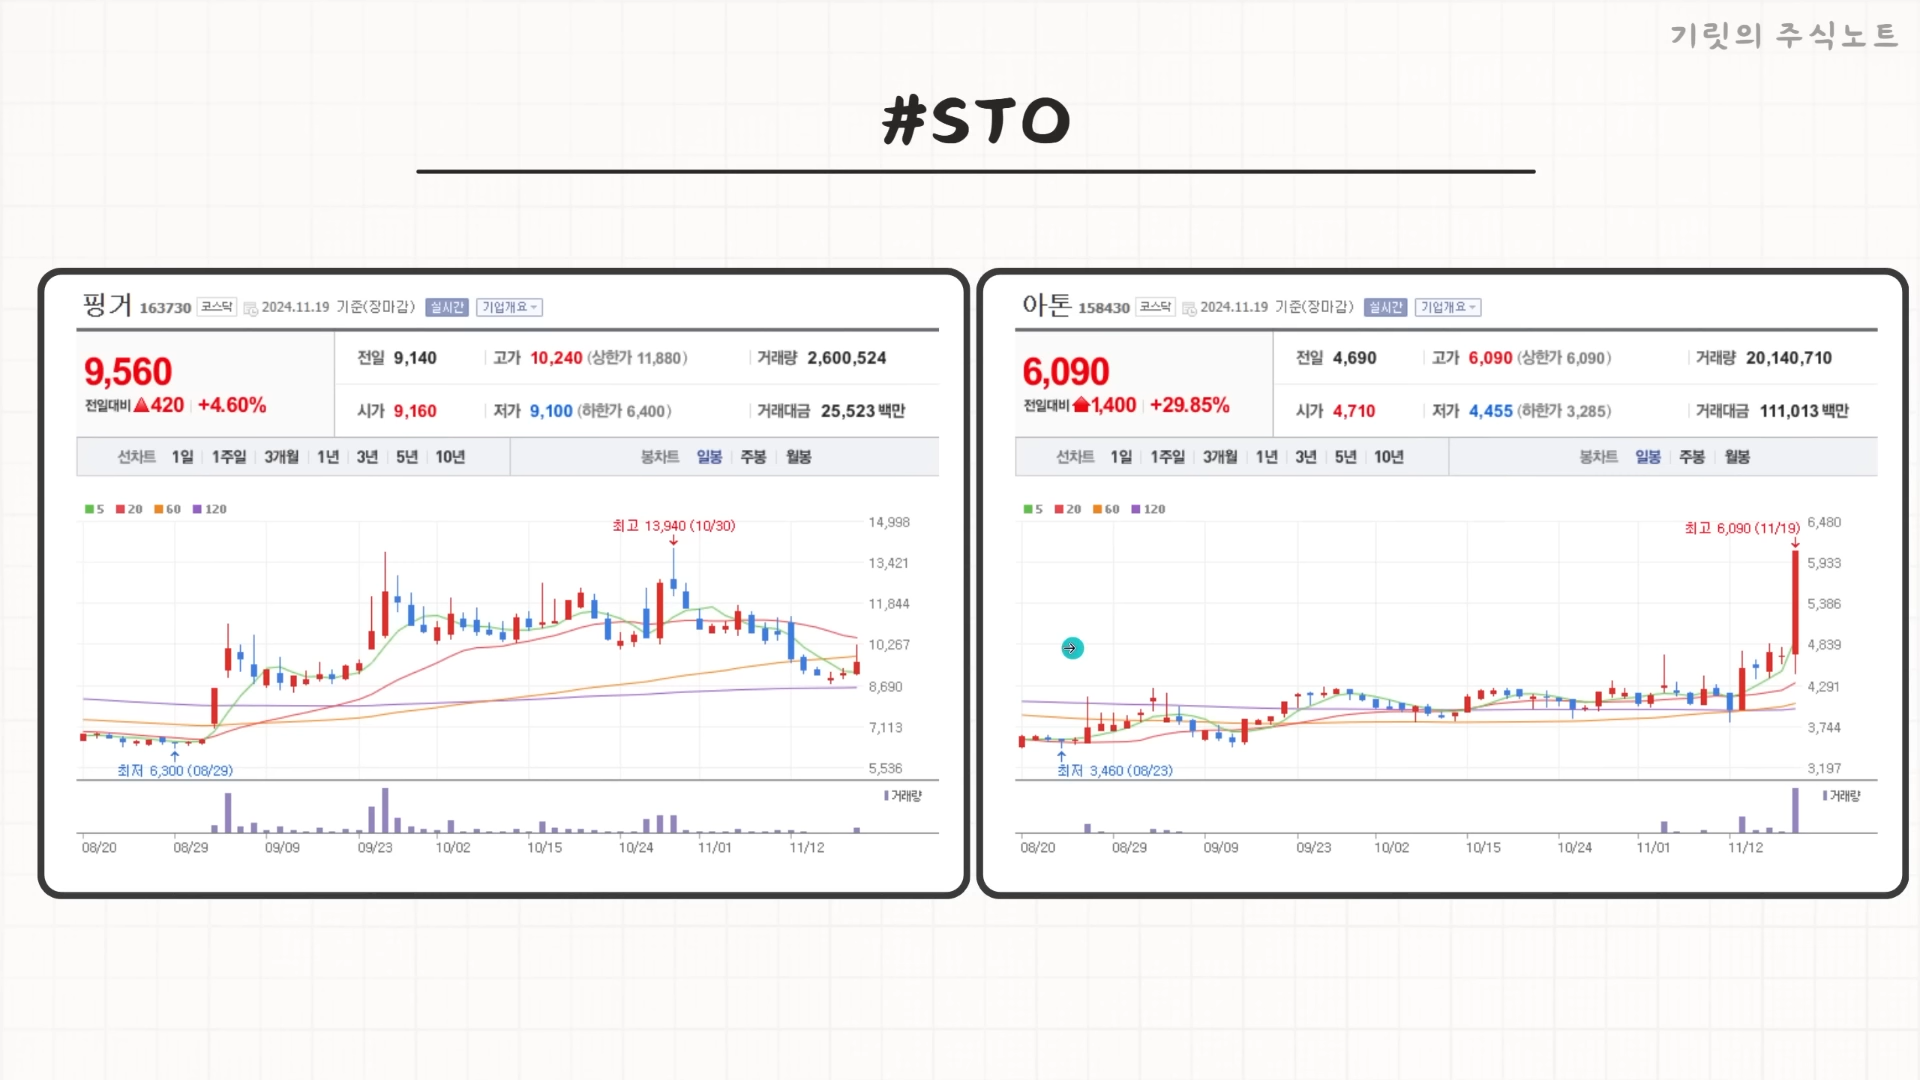 기릿의 주식노트
#STO
핑거 163730 코스닥 2024.11.19 기준(장마감) 실시간 기업개요
9,560
전일대비 ▲420 +4.60%
전일 9,140 고가 10,240 (상한가 11,880) 거래량 2,600,524
시가 9,160 저가 9,100 (하한가 6,400) 거래대금 25,523 백만
선차트 1일 1주일 3개월 1년 3년 5년 10년 봉차트 일봉 주봉 월봉
5 20 60 120
최고 13,940 (10/30)
14,998
13,421
11,844
10,267
8,690
7,113
5,536
최저 6,300 (08/29)
거래량
08/20 08/29 09/09 09/23 10/02 10/15 10/24 11/01 11/12
아톤 158430 코스닥 2024.11.19 기준(장마감) 실시간 기업개요
6,090
전일대비 1,400 +29.85%
전일 4,690 고가 6,090 (상한가 6,090) 거래량 20,140,710
시가 4,710 저가 4,455 (하한가 3,285) 거래대금 111,013 백만
선차트 1일 1주일 3개월 1년 3년 5년 10년 봉차트 일봉 주봉 월봉
5 20 60 120
최고 6,090 (11/19)
6,480
5,933
5,386
4,839
4,291
3,744
3,197
최저 3,460 (08/23)
거래량
08/20 08/29 09/09 09/23 10/02 10/15 10/24 11/01 11/12